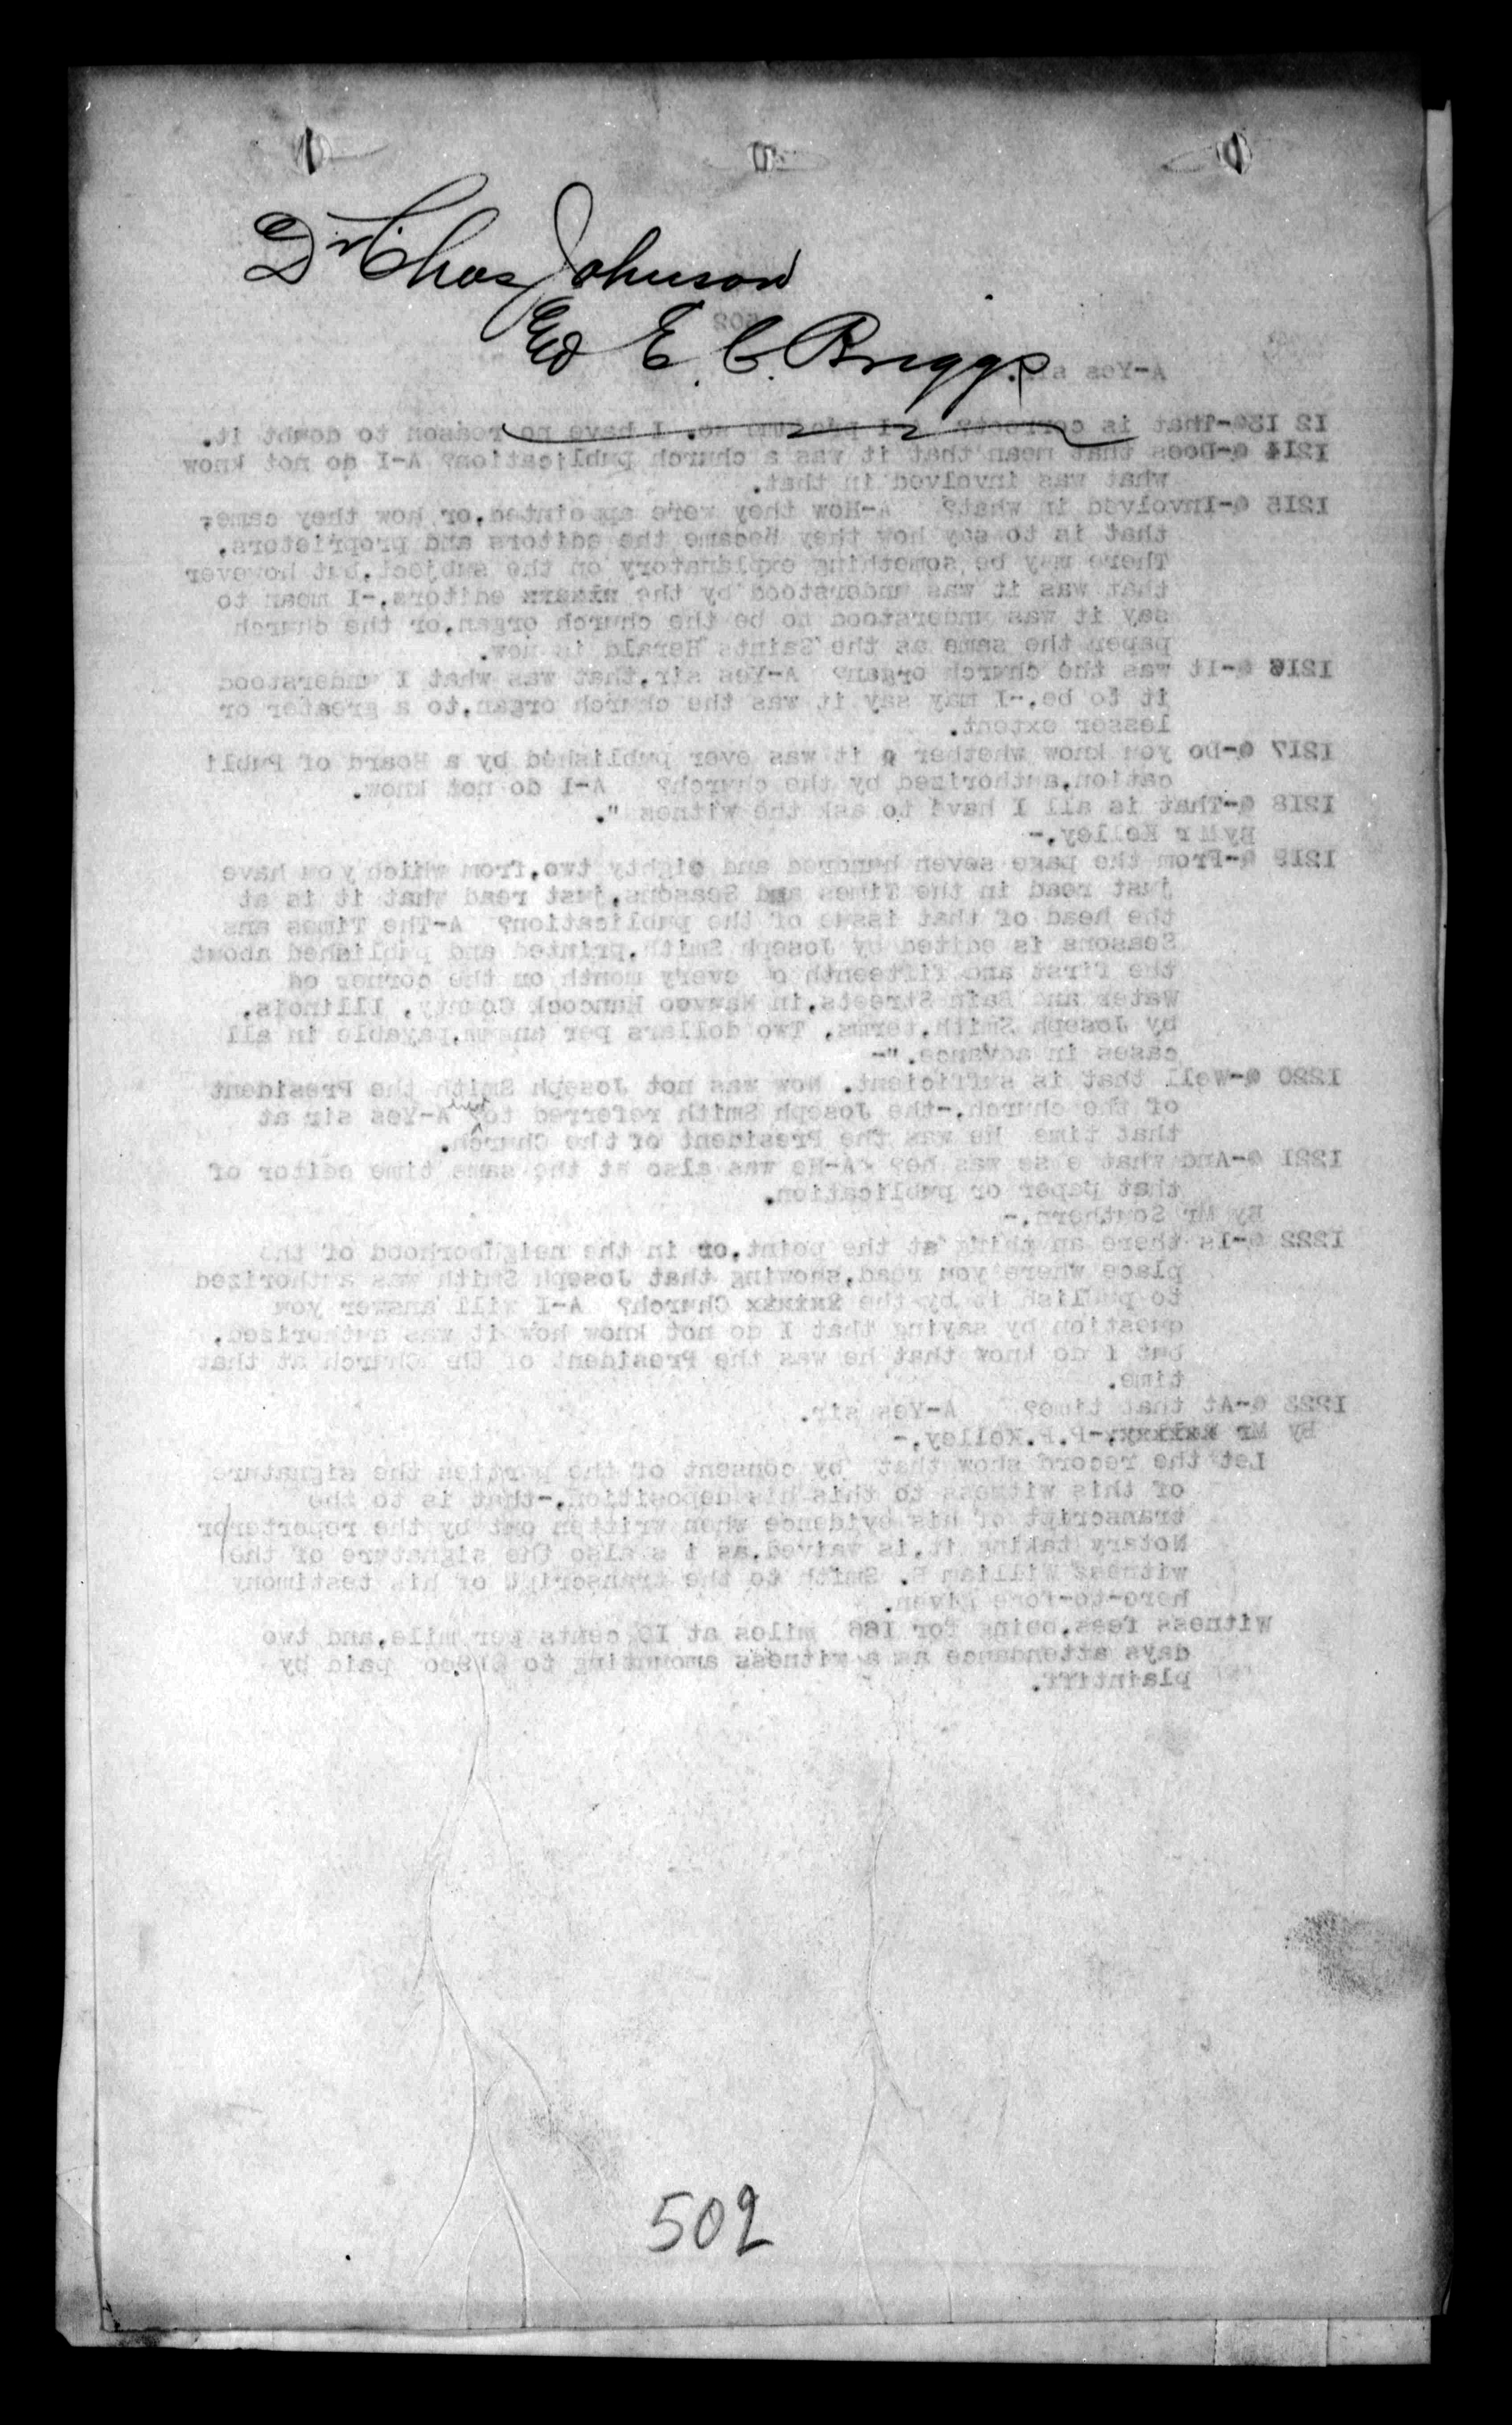 Dr Chas Johnson
E. C. Briggs
502
A-Yes sir.
12 13Q-That is correct? A-I presume so. I have no reason to doubt it.
1214 Q-Does that mean that it was a church publication? A-I do not know
what was involved in that.
1215 Q-Involved in what? A-How they were appointed,or how they came,
that is to say how they became the editors and proprietors.
There may be something explanatory on the subject,but however
that was it was understood by the editors,-I mean to
say it was understood to be the church organ,or the church
paper the same as the Saints Herald is now.
1216 Q-It was the church organ? A-Yes sir,that was what I understood
it to be,-I may say it was the church organ,to a greater or
lesser extent.
1217 Q-Do you know whether it was ever published by a Board of Publi
cation,authorized by the church? A-I do not know.
1218 Q-That is all I have to ask the witness".
By Mr Kelley,-
1219 Q-From the page seven hundred and eighty two,from which you have
just read in the Times and Seasons,just read what it is at
the head of that issue of the publication? A-The Times ans
Seasons is edited by Joseph Smith,printed and published about
the first and fifteenth o every month on the corner od
Water and Bain Streets,in Nauvoo Hancock County, Illinois,
by Joseph Smith,terms, Two dollars per annum,payable in all
cases in advance."-
1220 Q-Well that is sufficient. Now was not Joseph Smith the President
of the church,-the Joseph Smith referred to A-Yes sir at
that time He was the President of the Church.
1221 Q-And what e se was he? A-He was also at the same time editor of
that paper or publication.
By Mr Southern,-
1222 Q-Is there an thing at the point,or in the neighborhood of the
place where you read,showing that Joseph Smith was authorized
to publish it by the Church? A-I will answer you
question by saying that I do not know how it was authorized,
but I do know that he was the President of the Church at that
time.
1223 Q-At that time? A-Yes sir.
By Mr P.P.Kelley,-
Let the record show that by consent of the parties the signature
of this witness to this his deposition,-that is to the
transcript of his evidence when written out by the reporter or
Notary taking it,is waived,as i s also the signature of the
witness William B. Smith to the transcript of his testimony
here-to-fore given.
Witness fees,being for 186 miles at 10 cents per mile,and two
days attendance as a witness amounting to paid by
plaintiff.
502